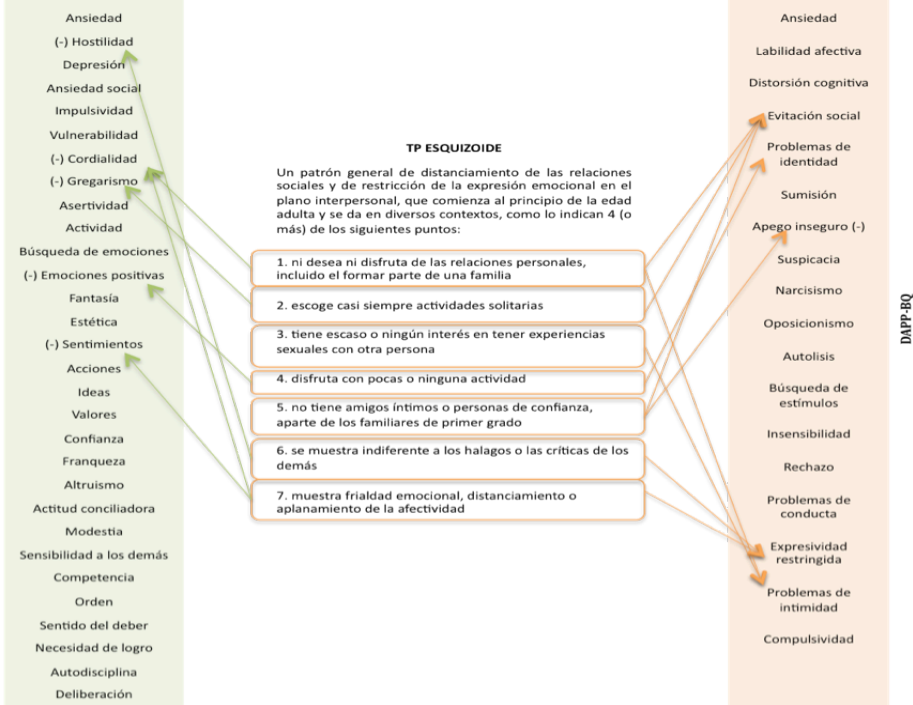 Ansiedad
(-) Hostilidad
Depresión
Ansiedad social
Impulsividad
Vulnerabilidad
(-) Cordialidad
(-) Gregarismo
Asertividad
Actividad
Búsqueda de emociones
(-) Emociones positivas
Fantasía
Estética
(-) Sentimientos
Acciones
Ideas
Valores
Confianza
Franqueza
Altruismo
Actitud conciliadora
Modestia
Sensibilidad a los demás
Competencia
Orden
Sentido del deber
Necesidad de logro
Autodisciplina
Deliberación
TP ESQUIZOIDE
Un patrón general de distanciamiento de las relaciones
sociales y de restricción de la expresión emocional en el
plano interpersonal, que comienza al principio de la edad
adulta y se da en diversos contextos, como lo indican 4 (o
más) de los siguientes puntos:
1. ni desea ni disfruta de las relaciones personales,
incluido el formar parte de una familia
2. escoge casi siempre actividades solitarias
3. tiene escaso o ningún interés en tener experiencias
sexuales con otra persona
4. disfruta con pocas o ninguna actividad
5. no tiene amigos íntimos o personas de confianza,
aparte de los familiares de primer grado
6. se muestra indiferente a los halagos o las críticas de los
demás
7. muestra frialdad emocional, distanciamiento o
aplanamiento de la afectividad
Ansiedad
Labilidad afectiva
Distorsión cognitiva
Evitación social
Problemas de
identidad
Sumisión
Apego inseguro (-)
Suspicacia
Narcisismo
Oposicionismo
Autolisis
Búsqueda de
estímulos
Insensibilidad
Rechazo
Problemas de
conducta
Expresividad
restringida
Problemas de
intimidad
Compulsividad
DAPP-BQ